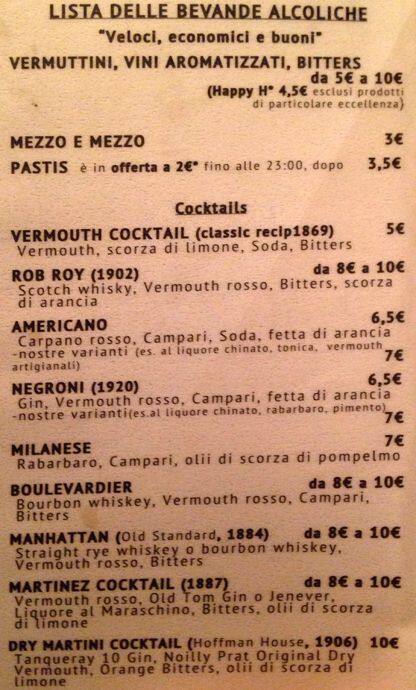 LISTA DELLE BEVANDE ALCOLICHE
"Veloci, economici e buoni"
VERMUTTINI, VINI AROMATIZZATI, BITTERS
da 5€ a 10€
(Happy H° 4,5€ esclusi prodotti
di particolare eccellenza)
MEZZO E MEZZO 3€
PASTIS è in offerta a 2€* fino alle 23:00, dopo 3,5€
Cocktails
VERMOUTH COCKTAIL (classic recip1869) 5€
Vermouth, scorza di limone, Soda, Bitters
ROB ROY (1902) da 8€ a 10€
Scotch whisky, Vermouth rosso, Bitters, scorza
di arancia
AMERICANO 6,5€
Carpano rosso, Campari, Soda, fetta di arancia
-nostre varianti (es. al liquore chinato, tonica, vermouth
artigianali) 7€
NEGRONI (1920) 6,5€
Gin, Vermouth rosso, Campari, fetta di arancia
-nostre varianti(es.al liquore chinato, rabarbaro, pimento)
7€
MILANESE 7€
Rabarbaro, Campari, olii di scorza di pompelmo
BOULEVARDIER da 8€ a 10€
Bourbon whiskey, Vermouth rosso, Campari,
Bitters
MANHATTAN (Old Standard, 1884) da 8€ a 10€
Straight rye whiskey o bourbon whiskey,
Vermouth rosso, Bitters
MARTINEZ COCKTAIL (1887) da 8€ a 10€
Vermouth rosso, Old Tom Gin o Jenever,
Liquore al Maraschino, Bitters, olii di scorza
di limone
DRY MARTINI COCKTAIL (Hoffman House, 1906) 10€
Tanqueray 10 Gin, Noilly Prat Original Dry
Vermouth, Orange Bitters, olii di scorza di
limone